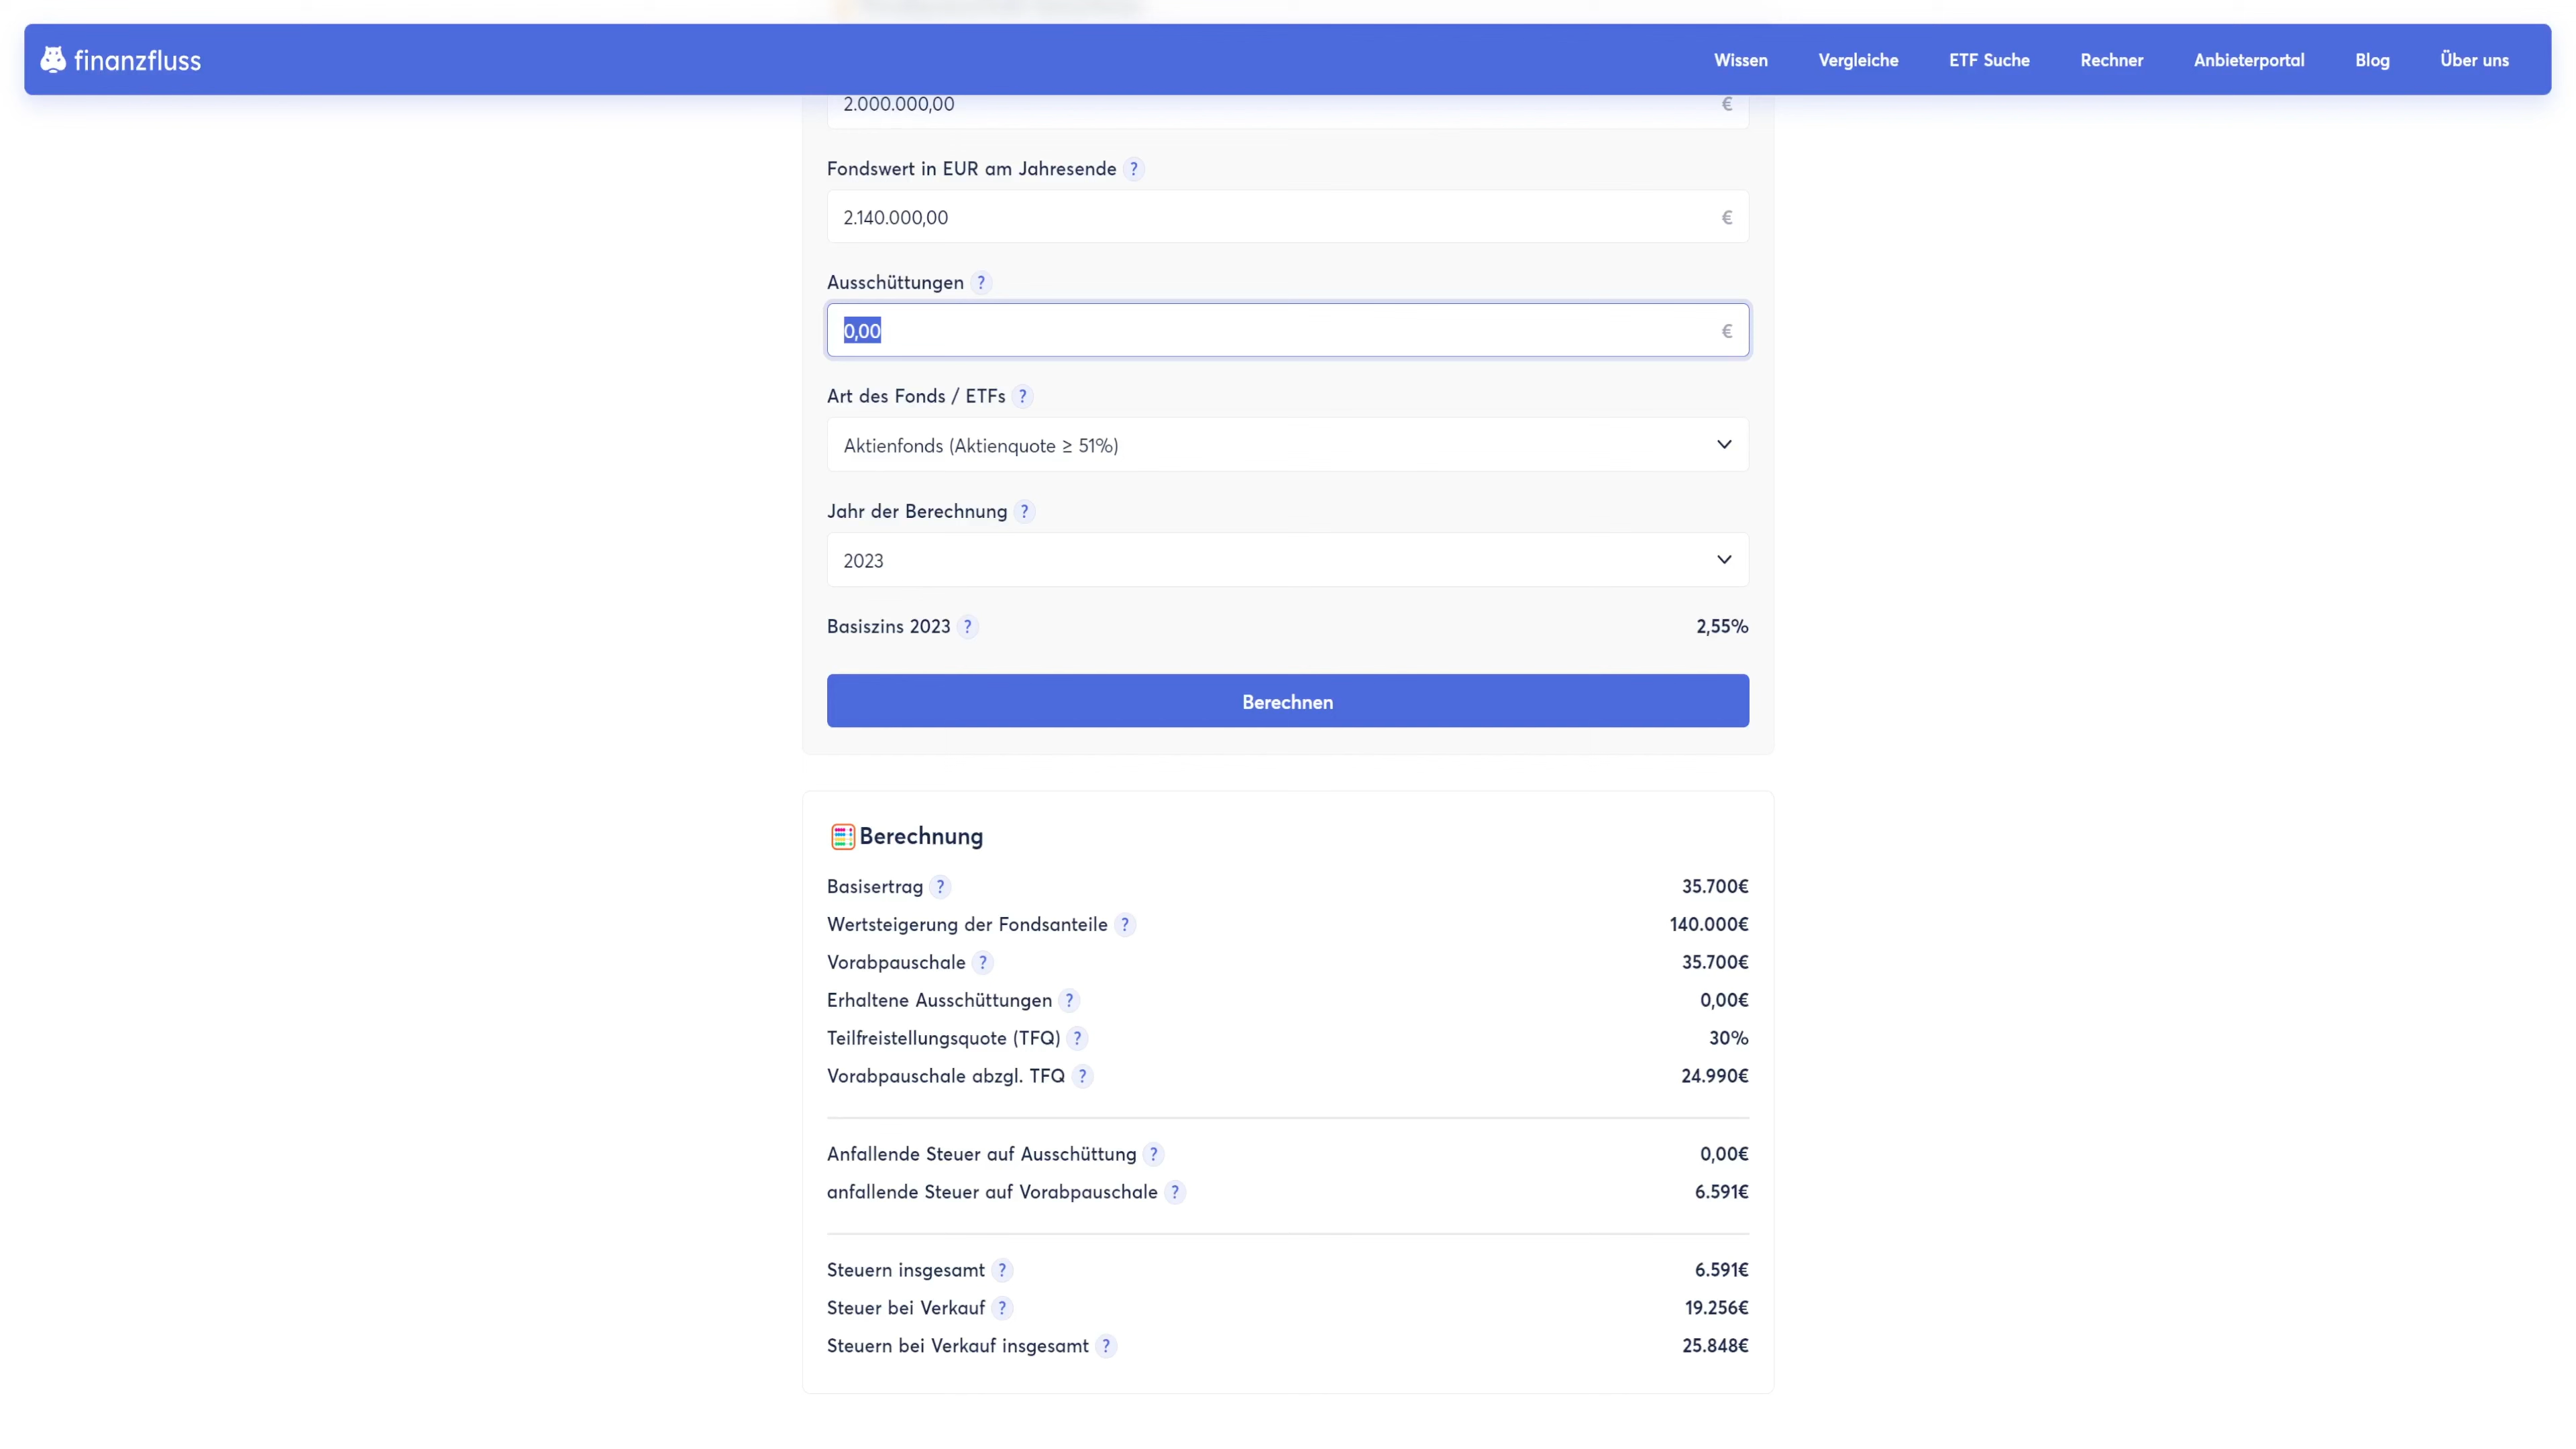 finanzfluss
Wissen Vergleiche ETF Suche Rechner Anbieterportal Blog Über uns
2.000.000,00 €
Fondswert in EUR am Jahresende ?
2.140.000,00 €
Ausschüttungen ?
0,00 €
Art des Fonds / ETFs ?
Aktienfonds (Aktienquote ≥ 51%)
Jahr der Berechnung ?
2023
Basiszins 2023 ? 2,55%
Berechnen
Berechnung
Basisertrag ? 35.700€
Wertsteigerung der Fondsanteile ? 140.000€
Vorabpauschale ? 35.700€
Erhaltene Ausschüttungen ? 0,00€
Teilfreistellungsquote (TFQ) ? 30%
Vorabpauschale abzgl. TFQ ? 24.990€
Anfallende Steuer auf Ausschüttung ? 0,00€
anfallende Steuer auf Vorabpauschale ? 6.591€
Steuern insgesamt ? 6.591€
Steuer bei Verkauf ? 19.256€
Steuern bei Verkauf insgesamt ? 25.848€